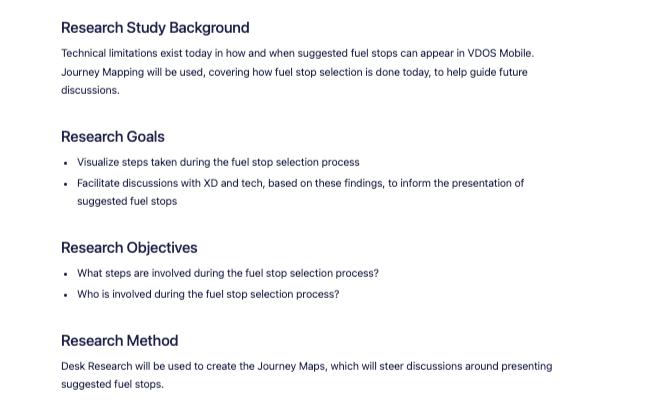 Research Study Background
Technical limitations exist today in how and when suggested fuel stops can appear in VDOS Mobile.
Journey Mapping will be used, covering how fuel stop selection is done today, to help guide future
discussions.
Research Goals
• Visualize steps taken during the fuel stop selection process
• Facilitate discussions with XD and tech, based on these findings, to inform the presentation of
suggested fuel stops
Research Objectives
• What steps are involved during the fuel stop selection process?
• Who is involved during the fuel stop selection process?
Research Method
Desk Research will be used to create the Journey Maps, which will steer discussions around presenting
suggested fuel stops.